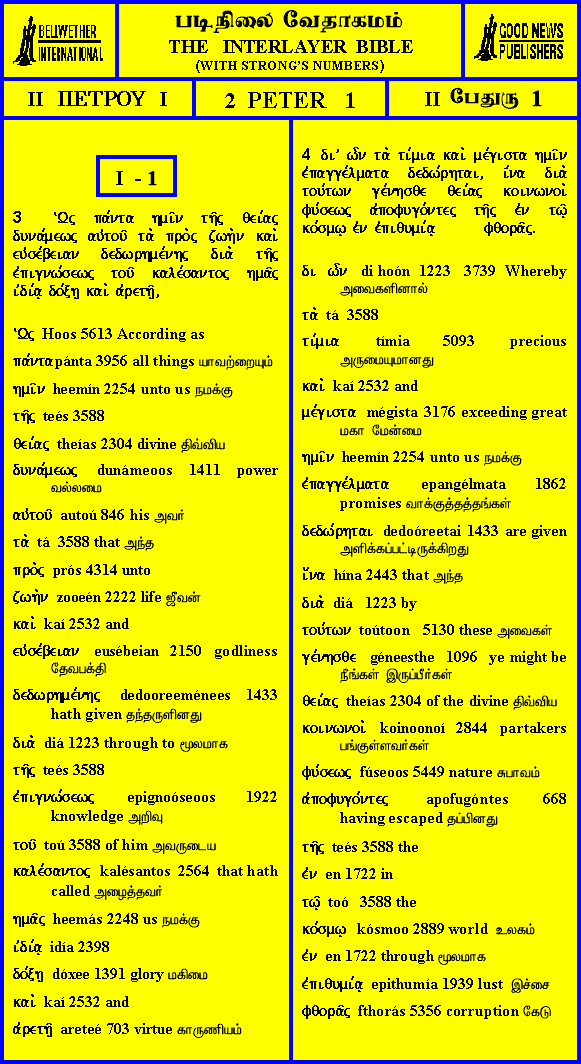 BELLWETHER
INTERNATIONAL
படிநிலை வேதாகமம்
THE INTERLAYER BIBLE
(WITH STRONG'S NUMBERS)
GOOD NEWS
PUBLISHERS
II ΠΕΤΡΟΥ I
2 PETER 1
II பேதுரு 1
I - 1
3 Ὡς πάντα ημῖν τῆς θείας
δυνάμεως αὐτοῦ τὰ πρὸς ζωὴν καὶ
εὐσέβειαν δεδωρημένης διὰ τῆς
ἐπιγνώσεως τοῦ καλέσαντος ημᾶς
ἰδίᾳ δόξῃ καὶ ἀρετῇ,
Ὡς Hoos 5613 According as
πάντα pánta 3956 all things யாவற்றையும்
ημῖν heemín 2254 unto us நமக்கு
τῆς teés 3588
θείας theías 2304 divine திவ்விய
δυνάμεως dunámeoos 1411 power
வல்லமை
αὐτοῦ autoú 846 his அவர்
τὰ tá 3588 that அந்த
πρὸς prós 4314 unto
ζωὴν zooeén 2222 life ஜீவன்
καὶ kaí 2532 and
εὐσέβειαν eusébeian 2150 godliness
தேவபக்தி
δεδωρημένης dedooreeménees 1433
hath given தந்தருளினது
διὰ diá 1223 through to மூலமாக
τῆς teés 3588
ἐπιγνώσεως epignoóseoos 1922
knowledge அறிவு
τοῦ toú 3588 of him அவருடைய
καλέσαντος kalésantos 2564 that hath
called அழைத்தவர்
ημᾶς heemás 2248 us நமக்கு
ἰδίᾳ idía 2398
δόξῃ dóxee 1391 glory மகிமை
καὶ kaí 2532 and
ἀρετῇ areteé 703 virtue காருணியம்
4 δι' ὧν τὰ τίμια καὶ μέγιστα ημῖν
ἐπαγγέλματα δεδώρηται, ἵνα διὰ
τούτων γένησθε θείας κοινωνοὶ
φύσεως ἀποφυγόντες τῆς ἐν τῷ
κόσμῳ ἐν ἐπιθυμίᾳ φθορᾶς.
δι ὧν di hoón 1223 3739 Whereby
அவைகளினால்
τὰ tá 3588
τίμια tímia 5093 precious
அருமையுமானது
καὶ kaí 2532 and
μέγιστα mégista 3176 exceeding great
மகா மேன்மை
ημῖν heemín 2254 unto us நமக்கு
ἐπαγγέλματα epangélmata 1862
promises வாக்குத்தத்தங்கள்
δεδώρηται dedoóreetai 1433 are given
அளிக்கப்பட்டிருக்கிறது
ἵνα hína 2443 that அந்த
διὰ diá 1223 by
τούτων toútoon 5130 these அவைகள்
γένησθε géneesthe 1096 ye might be
நீங்கள் இருப்பீர்கள்
θείας theías 2304 of the divine திவ்விய
κοινωνοὶ koinoonoí 2844 partakers
பங்குள்ளவர்கள்
φύσεως fúseoos 5449 nature சுபாவம்
ἀποφυγόντες apofugóntes 668
having escaped தப்பினது
τῆς teés 3588 the
ἐν en 1722 in
τῷ toó 3588 the
κόσμῳ kósmoo 2889 world உலகம்
ἐν en 1722 through மூலமாக
ἐπιθυμίᾳ epithumía 1939 lust இச்சை
φθορᾶς fthorás 5356 corruption கேடு